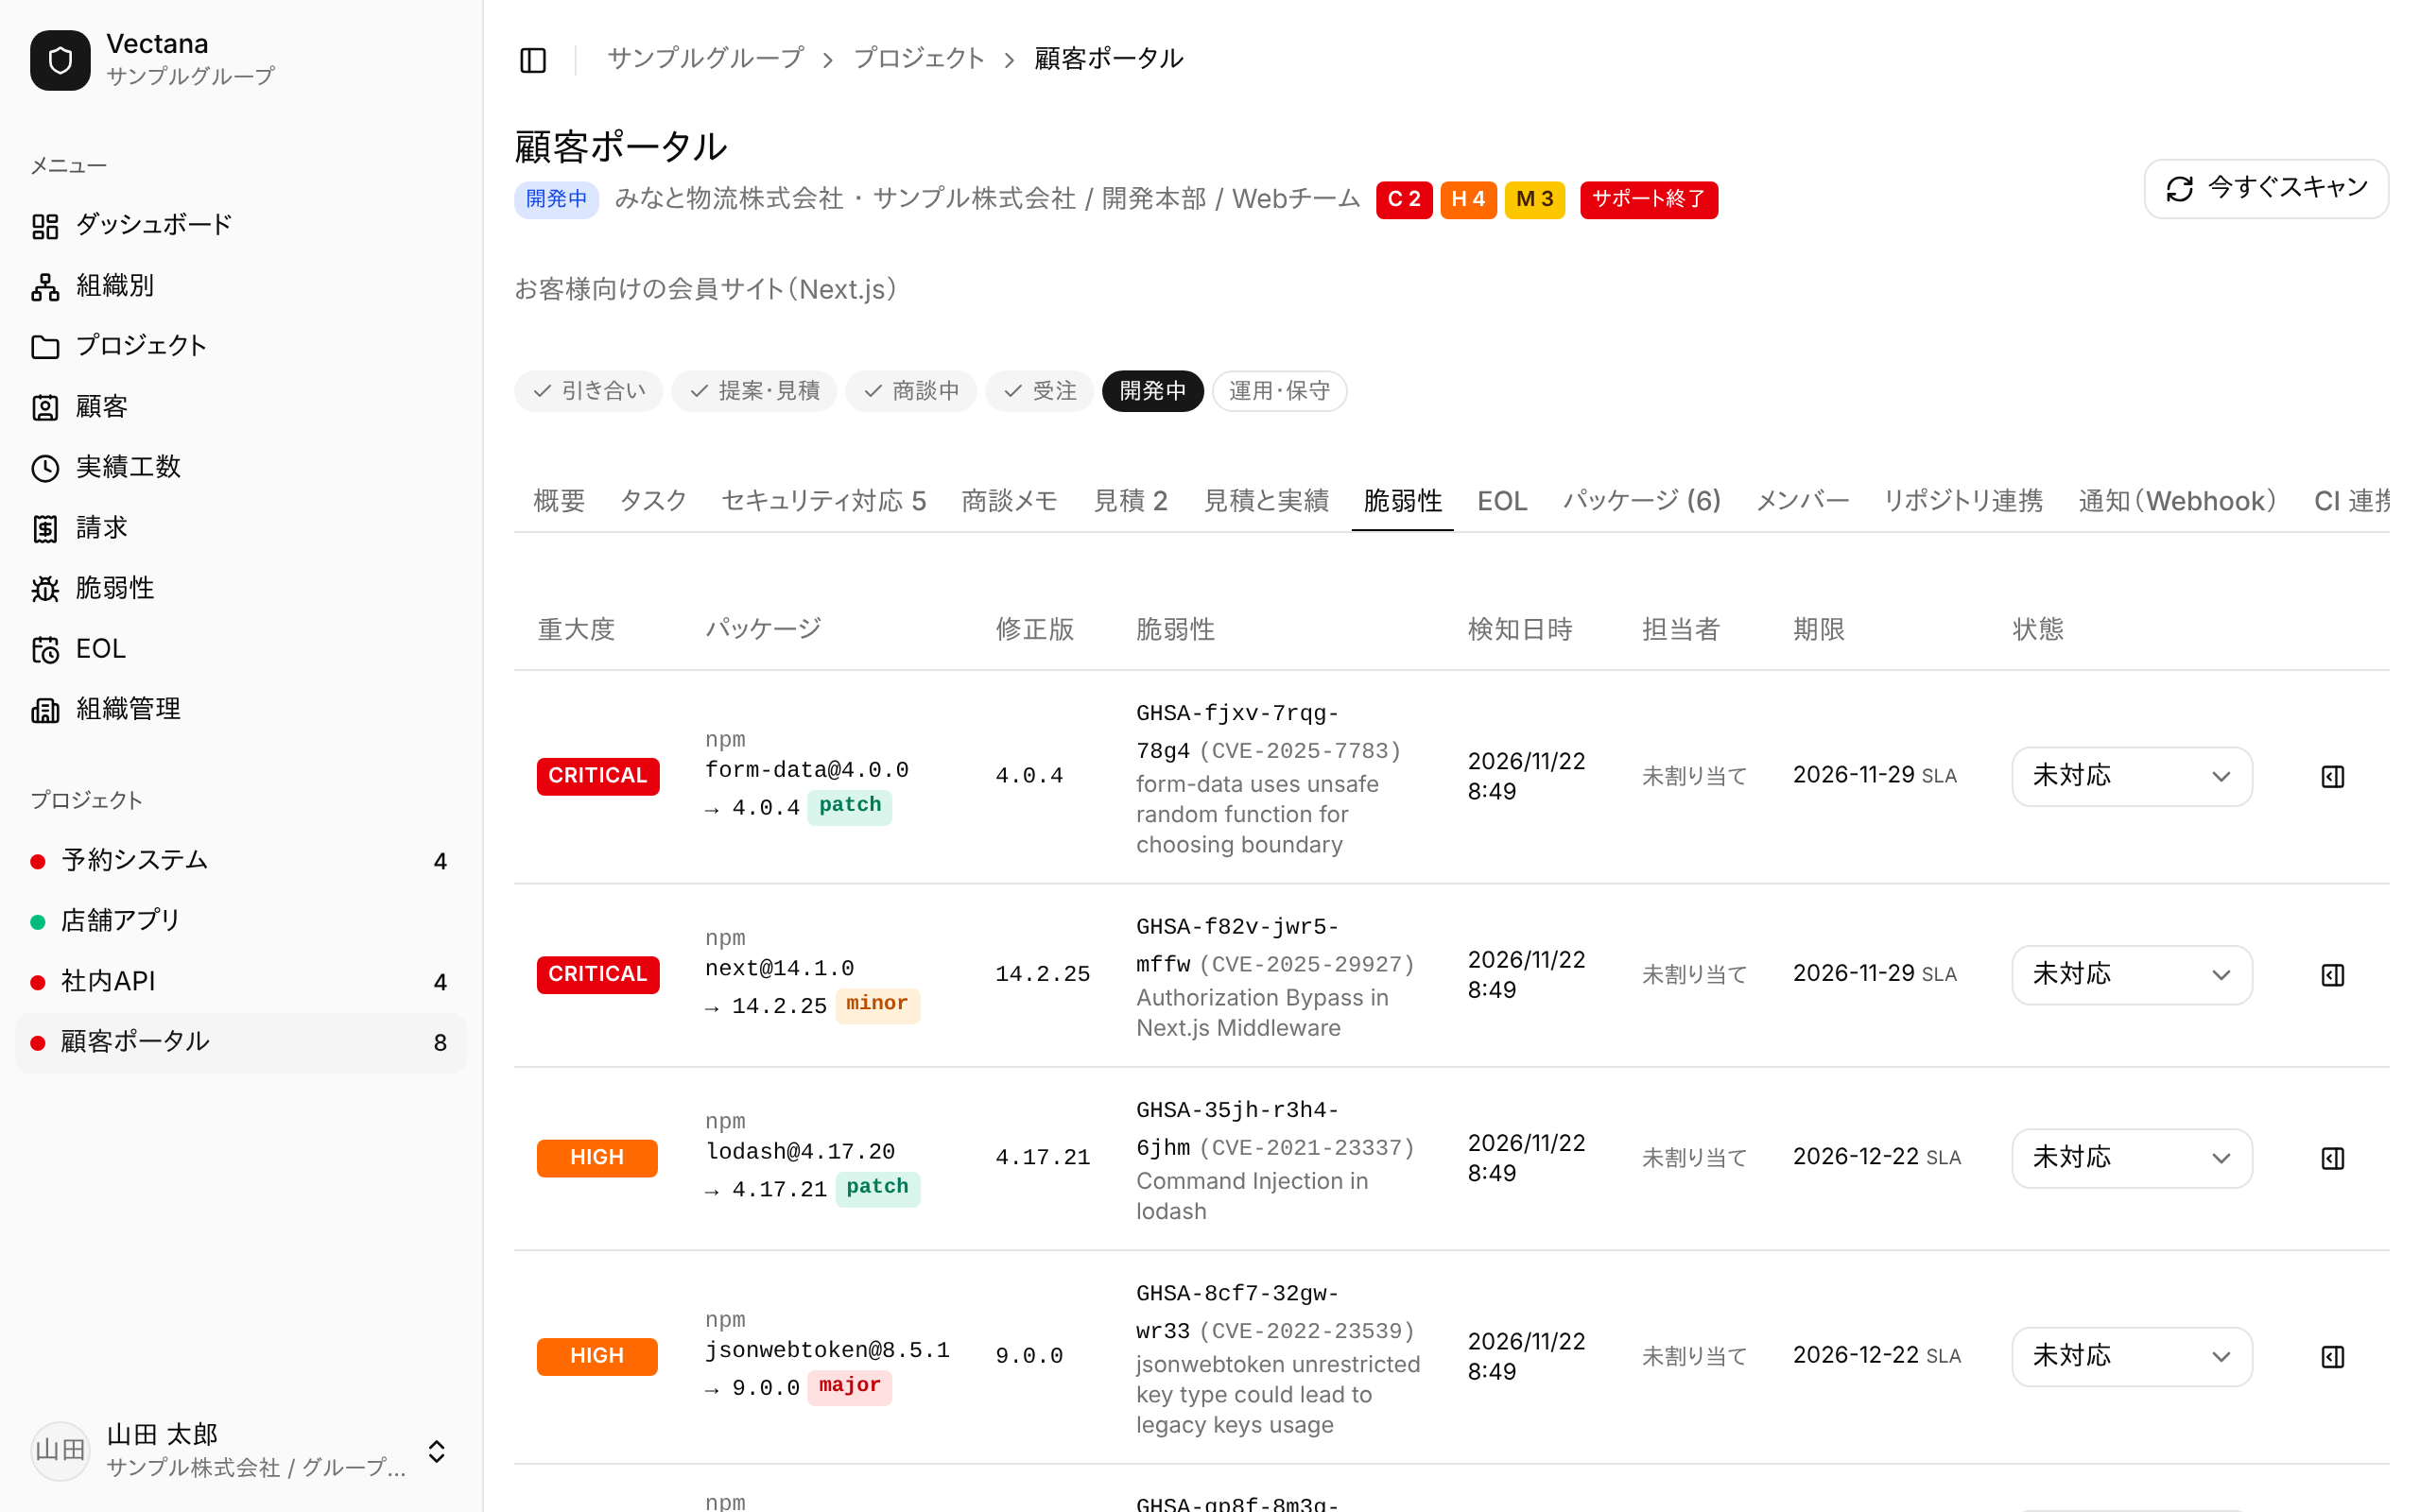 Vectana
サンプルグループ
メニュー
ダッシュボード
組織別
プロジェクト
顧客
実績工数
請求
脆弱性
EOL
組織管理
プロジェクト
予約システム 4
店舗アプリ
社内API 4
顧客ポータル 8
山田
山田 太郎
サンプル株式会社 / グループ...
サンプルグループ > プロジェクト > 顧客ポータル
顧客ポータル
開発中 みなと物流株式会社・サンプル株式会社 / 開発本部 / Webチーム C 2 H 4 M 3 サポート終了
今すぐスキャン
お客様向けの会員サイト（Next.js）
引き合い 提案・見積 商談中 受注 開発中 運用・保守
概要 タスク セキュリティ対応 5 商談メモ 見積 2 見積と実績 脆弱性 EOL パッケージ (6) メンバー リポジトリ連携 通知（Webhook） CI 連携
重大度 パッケージ 修正版 脆弱性 検知日時 担当者 期限 状態
CRITICAL
npm
form-data@4.0.0
→ 4.0.4 patch
4.0.4
GHSA-fjxv-7rqg-
78g4 (CVE-2025-7783)
form-data uses unsafe
random function for
choosing boundary
2026/11/22
8:49
未割り当て
2026-11-29 SLA
未対応
CRITICAL
npm
next@14.1.0
→ 14.2.25 minor
14.2.25
GHSA-f82v-jwr5-
mffw (CVE-2025-29927)
Authorization Bypass in
Next.js Middleware
2026/11/22
8:49
未割り当て
2026-11-29 SLA
未対応
HIGH
npm
lodash@4.17.20
→ 4.17.21 patch
4.17.21
GHSA-35jh-r3h4-
6jhm (CVE-2021-23337)
Command Injection in
lodash
2026/11/22
8:49
未割り当て
2026-12-22 SLA
未対応
HIGH
npm
jsonwebtoken@8.5.1
→ 9.0.0 major
9.0.0
GHSA-8cf7-32gw-
wr33 (CVE-2022-23539)
jsonwebtoken unrestricted
key type could lead to
legacy keys usage
2026/11/22
8:49
未割り当て
2026-12-22 SLA
未対応
npm